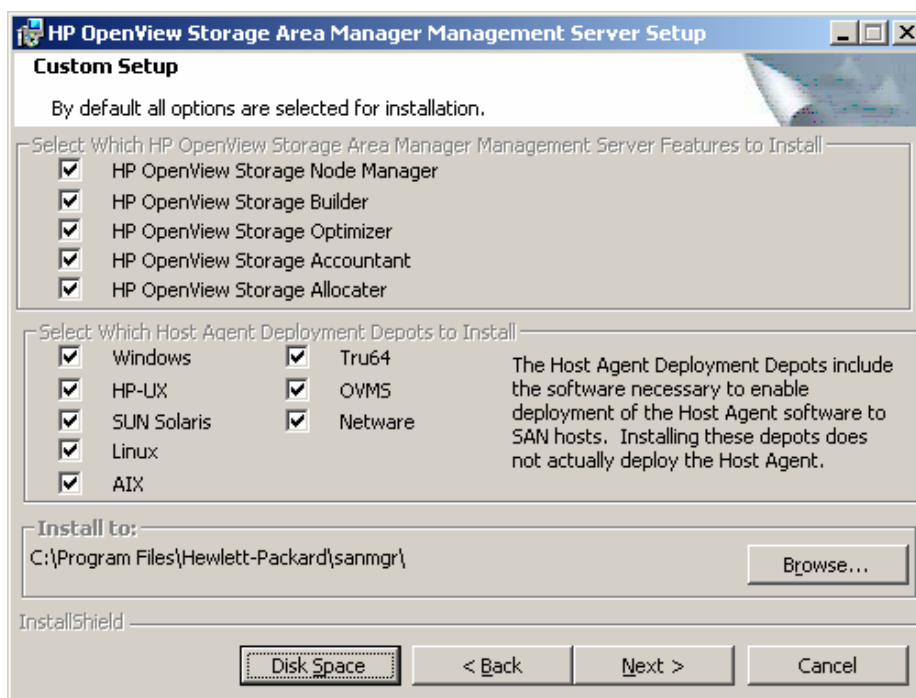 HP OpenView Storage Area Manager Management Server Setup
Custom Setup
By default all options are selected for installation.
Select Which HP OpenView Storage Area Manager Management Server Features to Install
HP OpenView Storage Node Manager
HP OpenView Storage Builder
HP OpenView Storage Optimizer
HP OpenView Storage Accountant
HP OpenView Storage Allocater
Select Which Host Agent Deployment Depots to Install
Windows
HP-UX
SUN Solaris
Linux
AIX
Tru64
OVMS
Netware
The Host Agent Deployment Depots include
the software necessary to enable
deployment of the Host Agent software to
SAN hosts. Installing these depots does
not actually deploy the Host Agent.
Install to:
C:\Program Files\Hewlett-Packard\sanmgr\
Browse...
InstallShield
Disk Space
< Back
Next >
Cancel